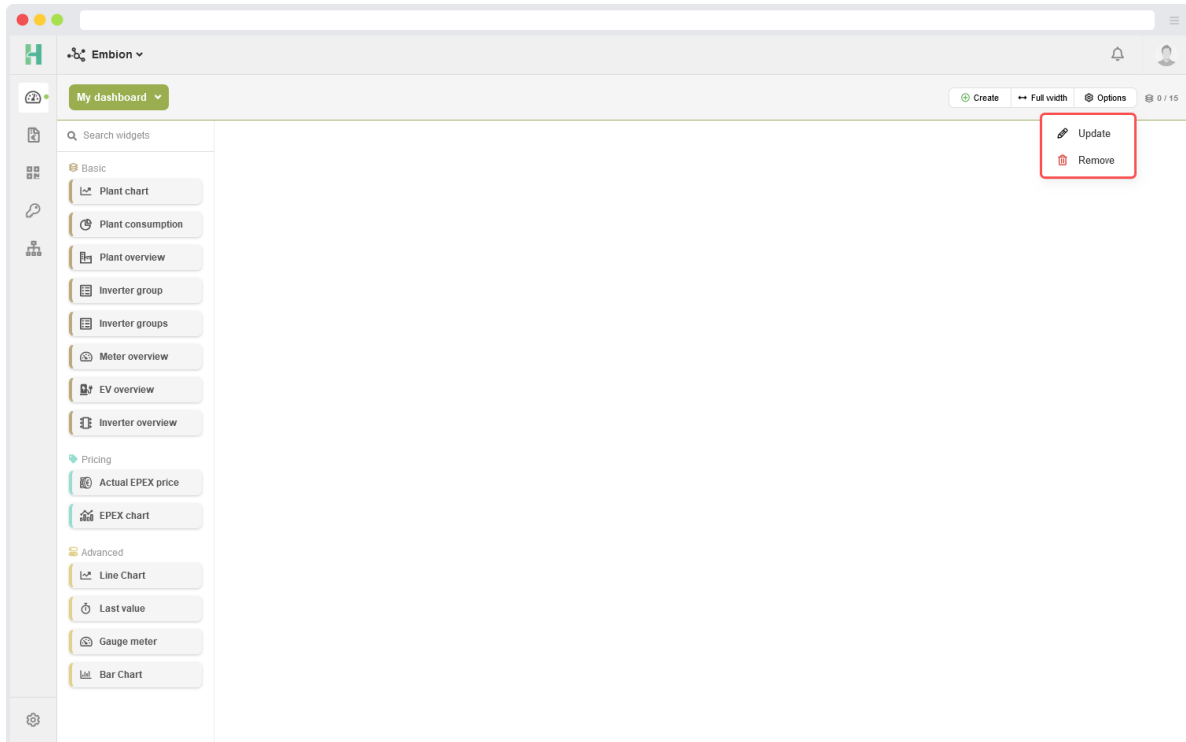 Embion
My dashboard
Create
Full width
Options
0 / 15
Update
Remove
Search widgets
Basic
Plant chart
Plant consumption
Plant overview
Inverter group
Inverter groups
Meter overview
EV overview
Inverter overview
Pricing
Actual EPEX price
EPEX chart
Advanced
Line Chart
Last value
Gauge meter
Bar Chart